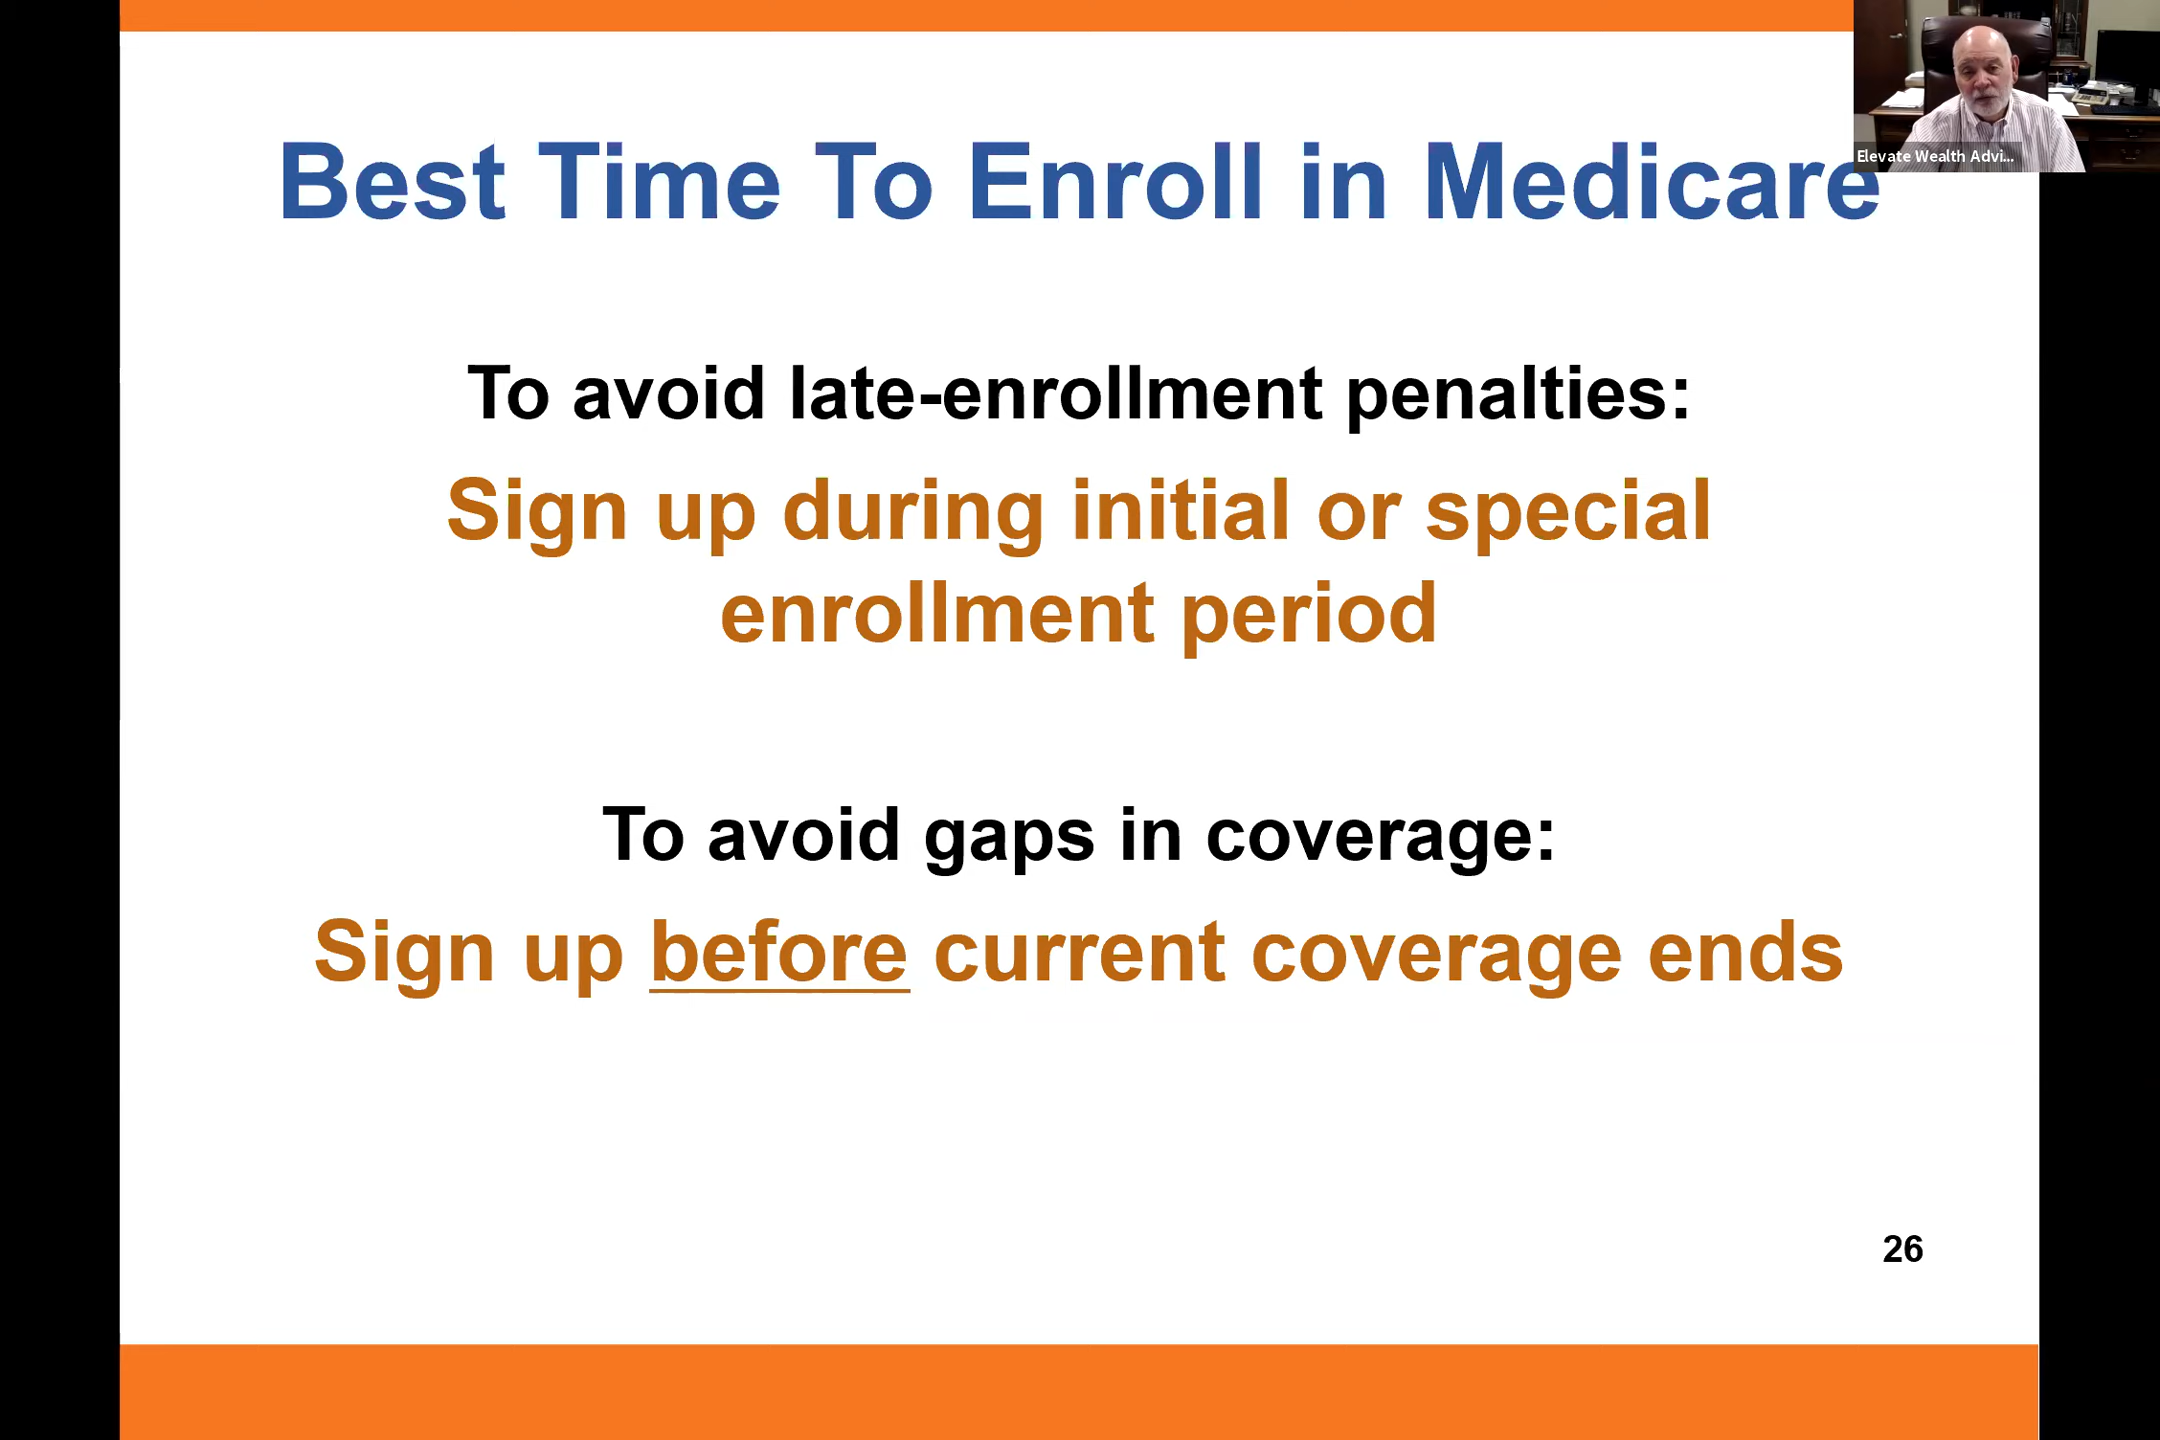 Best Time To Enroll in Medicare
Elevate Wealth Advi...
To avoid late-enrollment penalties:
Sign up during initial or special
enrollment period
To avoid gaps in coverage:
Sign up before current coverage ends
26